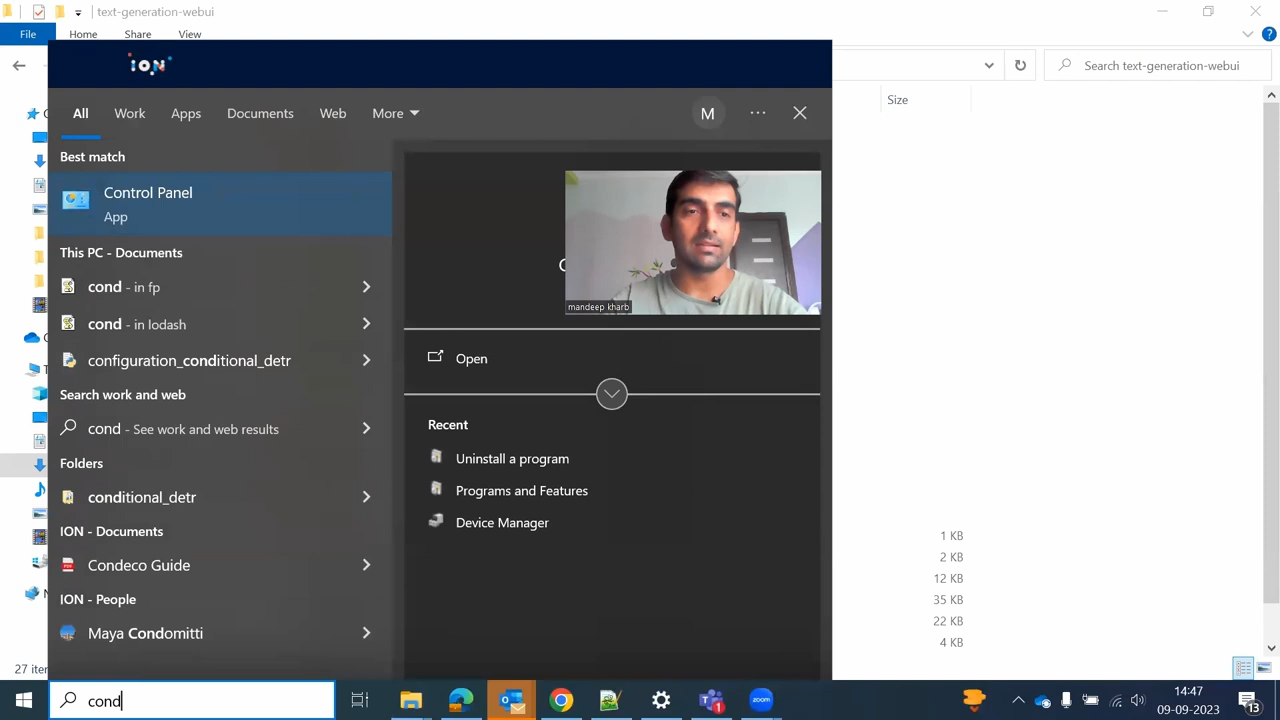 text-generation-webui
File Home Share View
ION
Search text-generation-webui
All Work Apps Documents Web More M
Size
Best match
Control Panel
App
This PC - Documents
cond - in fp
cond - in lodash
configuration_conditional_detr
Search work and web
cond - See work and web results
Folders
conditional_detr
ION - Documents
Condeco Guide
ION - People
Maya Condomitti
mandeep kharb
Open
Recent
Uninstall a program
Programs and Features
Device Manager
1 KB
2 KB
12 KB
35 KB
22 KB
4 KB
27
cond
zoom
1
14:47
09-09-2023
13